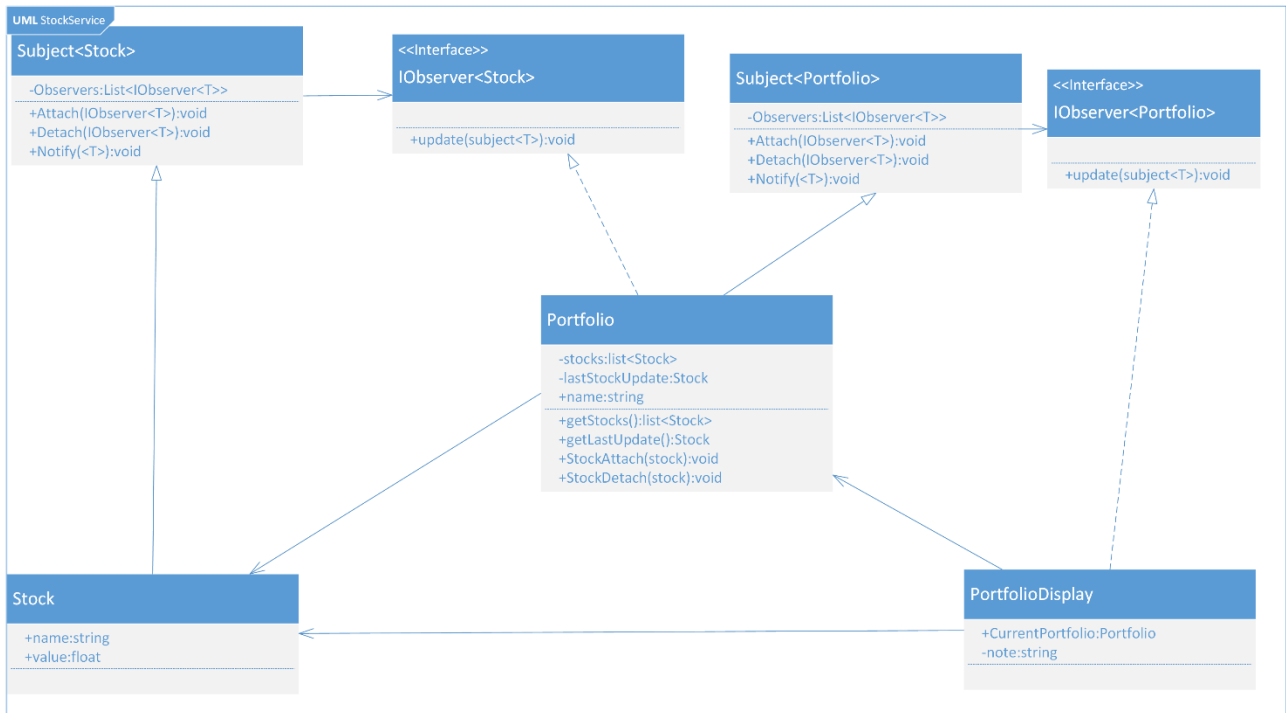 UML StockService
Subject<Stock>
-Observers:List<IObserver<T>>
+Attach(IObserver<T>):void
+Detach(IObserver<T>):void
+Notify(<T>):void
<<Interface>>
IObserver<Stock>
+update(subject<T>):void
Subject<Portfolio>
-Observers:List<IObserver<T>>
+Attach(IObserver<T>):void
+Detach(IObserver<T>):void
+Notify(<T>):void
<<Interface>>
IObserver<Portfolio>
+update(subject<T>):void
Portfolio
-stocks:list<Stock>
-lastStockUpdate:Stock
+name:string
+getStocks():list<Stock>
+getLastUpdate():Stock
+StockAttach(stock):void
+StockDetach(stock):void
Stock
+name:string
+value:float
PortfolioDisplay
+CurrentPortfolio:Portfolio
-note:string